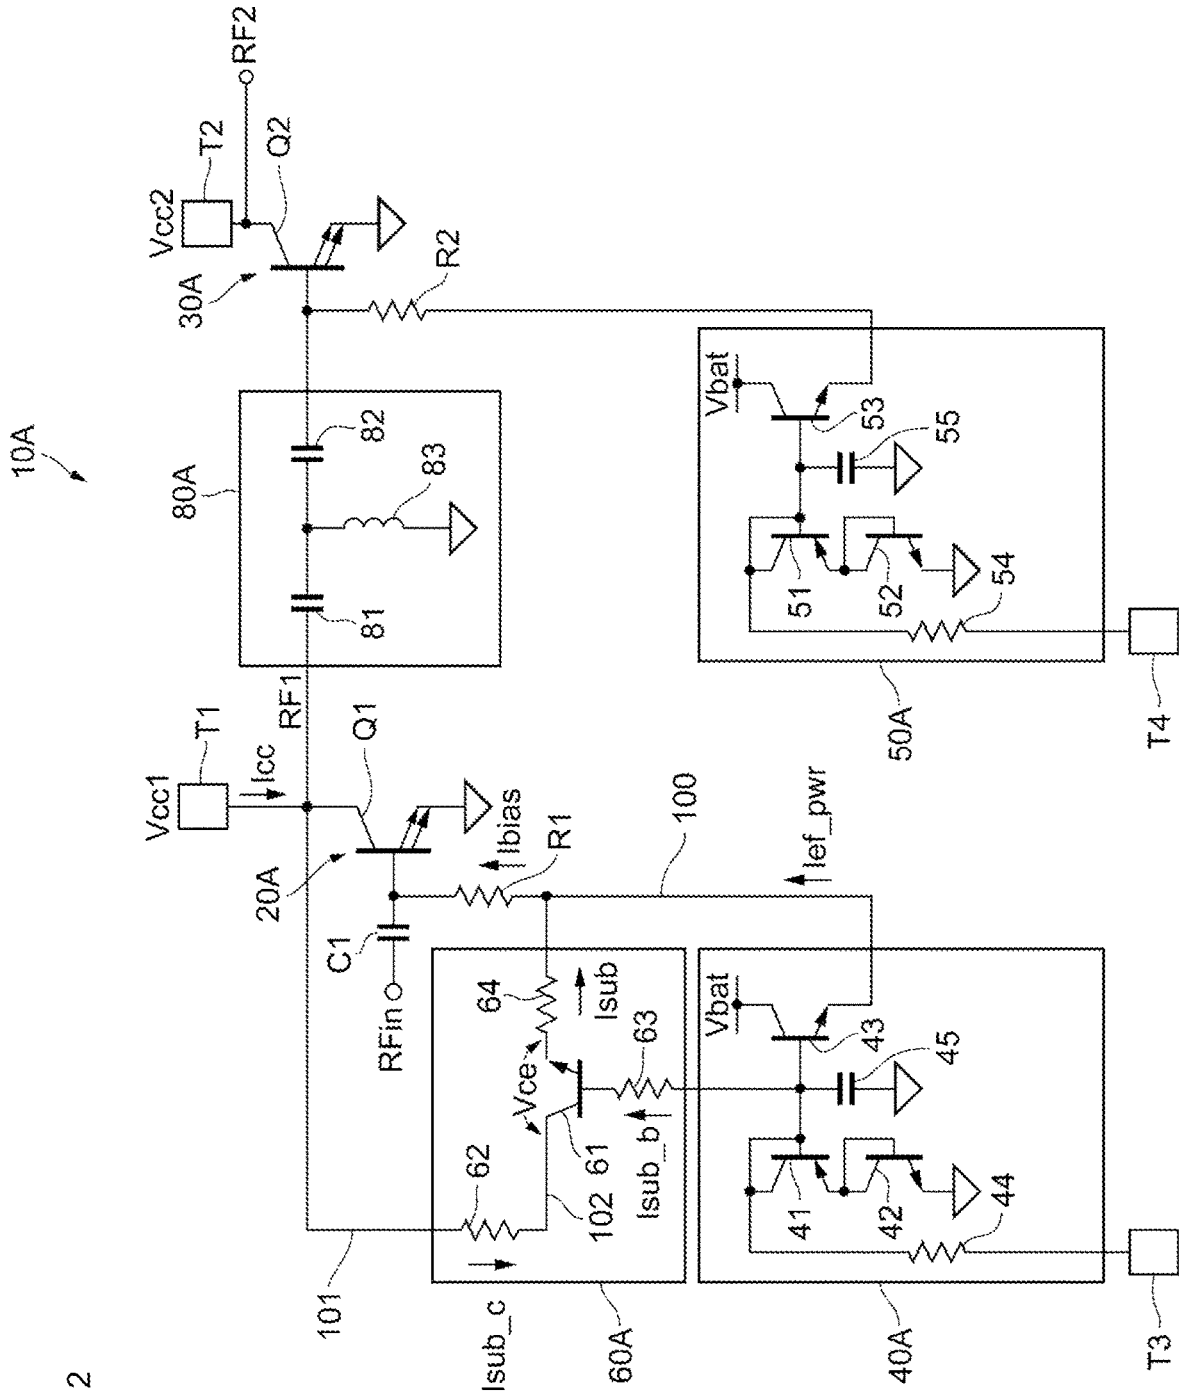 2
10A
Vcc1
T1
Icc
RF1
Q1
20A
C1
RFin
Ibias
R1
100
Ief_pwr
101
Isub_c
62
102
61
Vce
64
Isub
63
Isub_b
60A
Vbat
43
45
41
42
44
40A
T3
80A
81
82
83
Vcc2
T2
RF2
Q2
30A
R2
Vbat
53
55
51
52
54
50A
T4